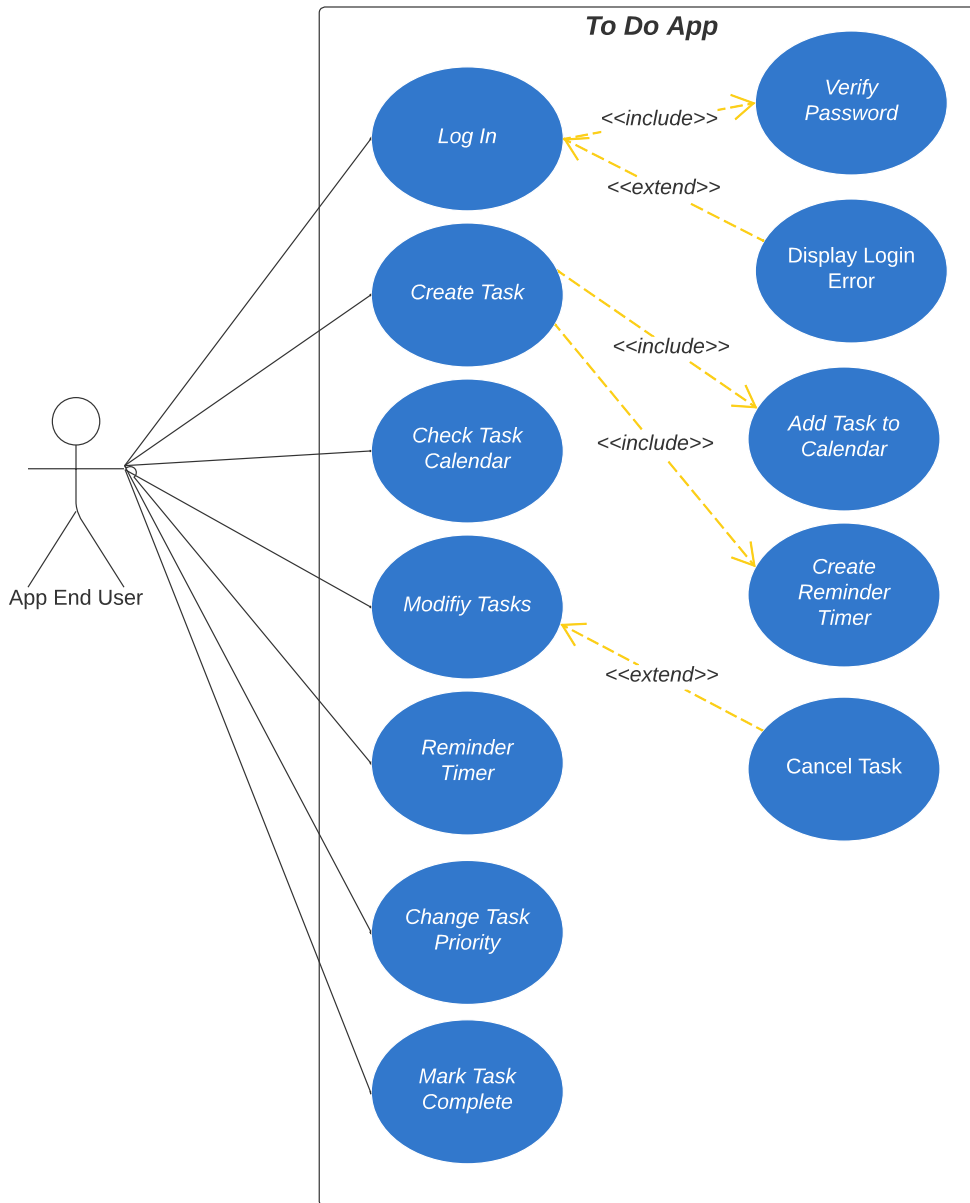 To Do App
Log In
<<include>>
Verify
Password
<<extend>>
Display Login
Error
Create Task
<<include>>
Add Task to
Calendar
<<include>>
Create
Reminder
Timer
Check Task
Calendar
App End User
Modifiy Tasks
<<extend>>
Cancel Task
Reminder
Timer
Change Task
Priority
Mark Task
Complete